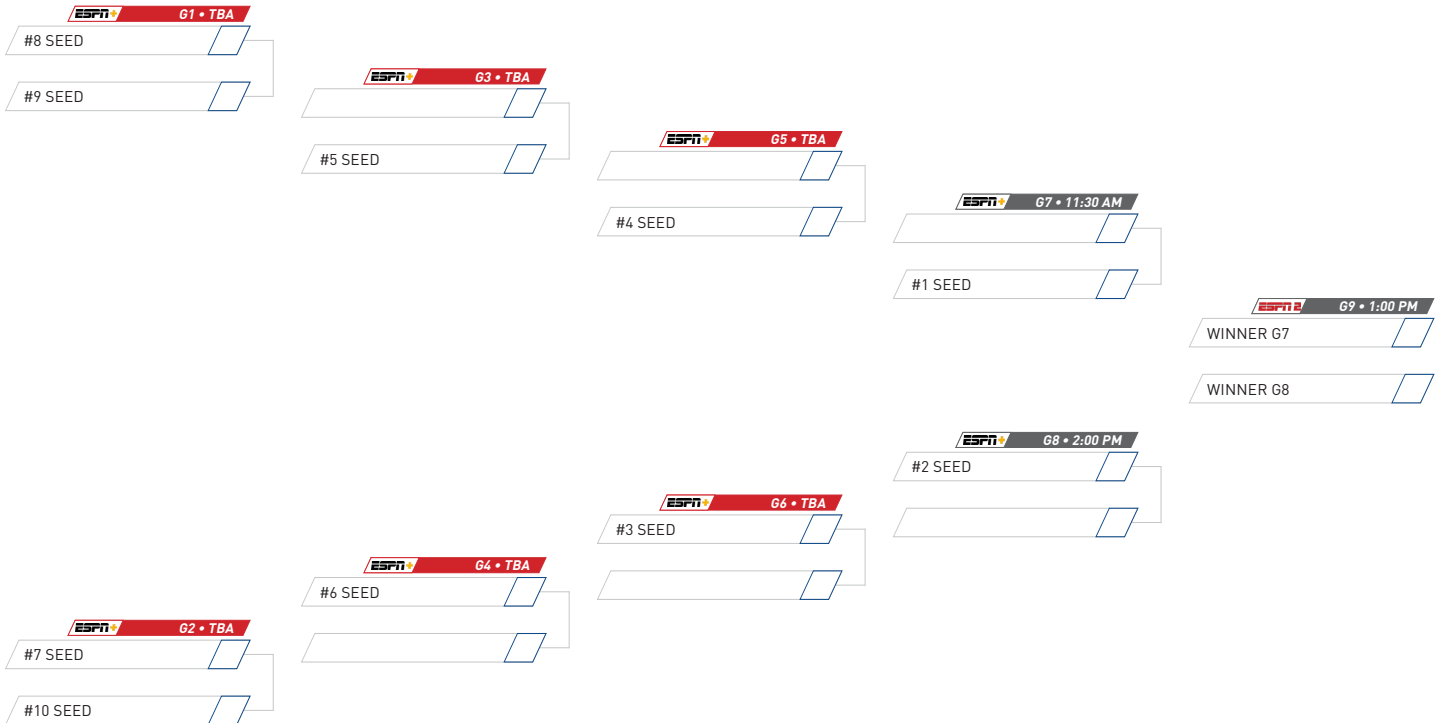 ESPN+ G1 • TBA
#8 SEED
#9 SEED
ESPN+ G3 • TBA
#5 SEED
ESPN+ G5 • TBA
#4 SEED
ESPN+ G7 • 11:30 AM
#1 SEED
ESPN 2 G9 • 1:00 PM
WINNER G7
WINNER G8
ESPN+ G8 • 2:00 PM
#2 SEED
ESPN+ G6 • TBA
#3 SEED
ESPN+ G4 • TBA
#6 SEED
ESPN+ G2 • TBA
#7 SEED
#10 SEED